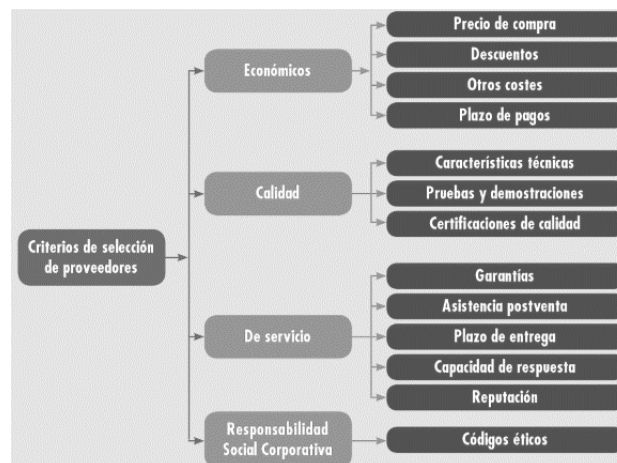 Criterios de selección
de proveedores
Económicos
Precio de compra
Descuentos
Otros costes
Plazo de pagos
Calidad
Características técnicas
Pruebas y demostraciones
Certificaciones de calidad
De servicio
Garantías
Asistencia postventa
Plazo de entrega
Capacidad de respuesta
Reputación
Responsabilidad
Social Corporativa
Códigos éticos